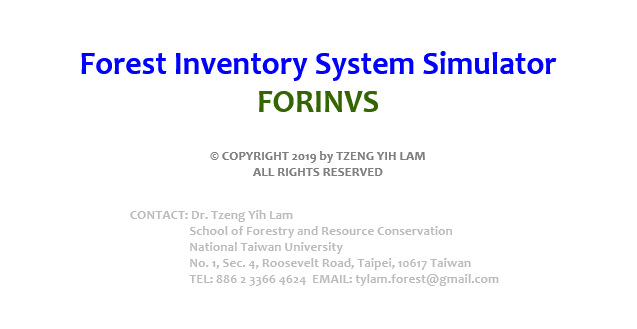 Forest Inventory System Simulator
FORINVS
© COPYRIGHT 2019 by TZENG YIH LAM
ALL RIGHTS RESERVED
CONTACT: Dr. Tzeng Yih Lam
School of Forestry and Resource Conservation
National Taiwan University
No. 1, Sec. 4, Roosevelt Road, Taipei, 10617 Taiwan
TEL: 886 2 3366 4624 EMAIL: tylam.forest@gmail.com